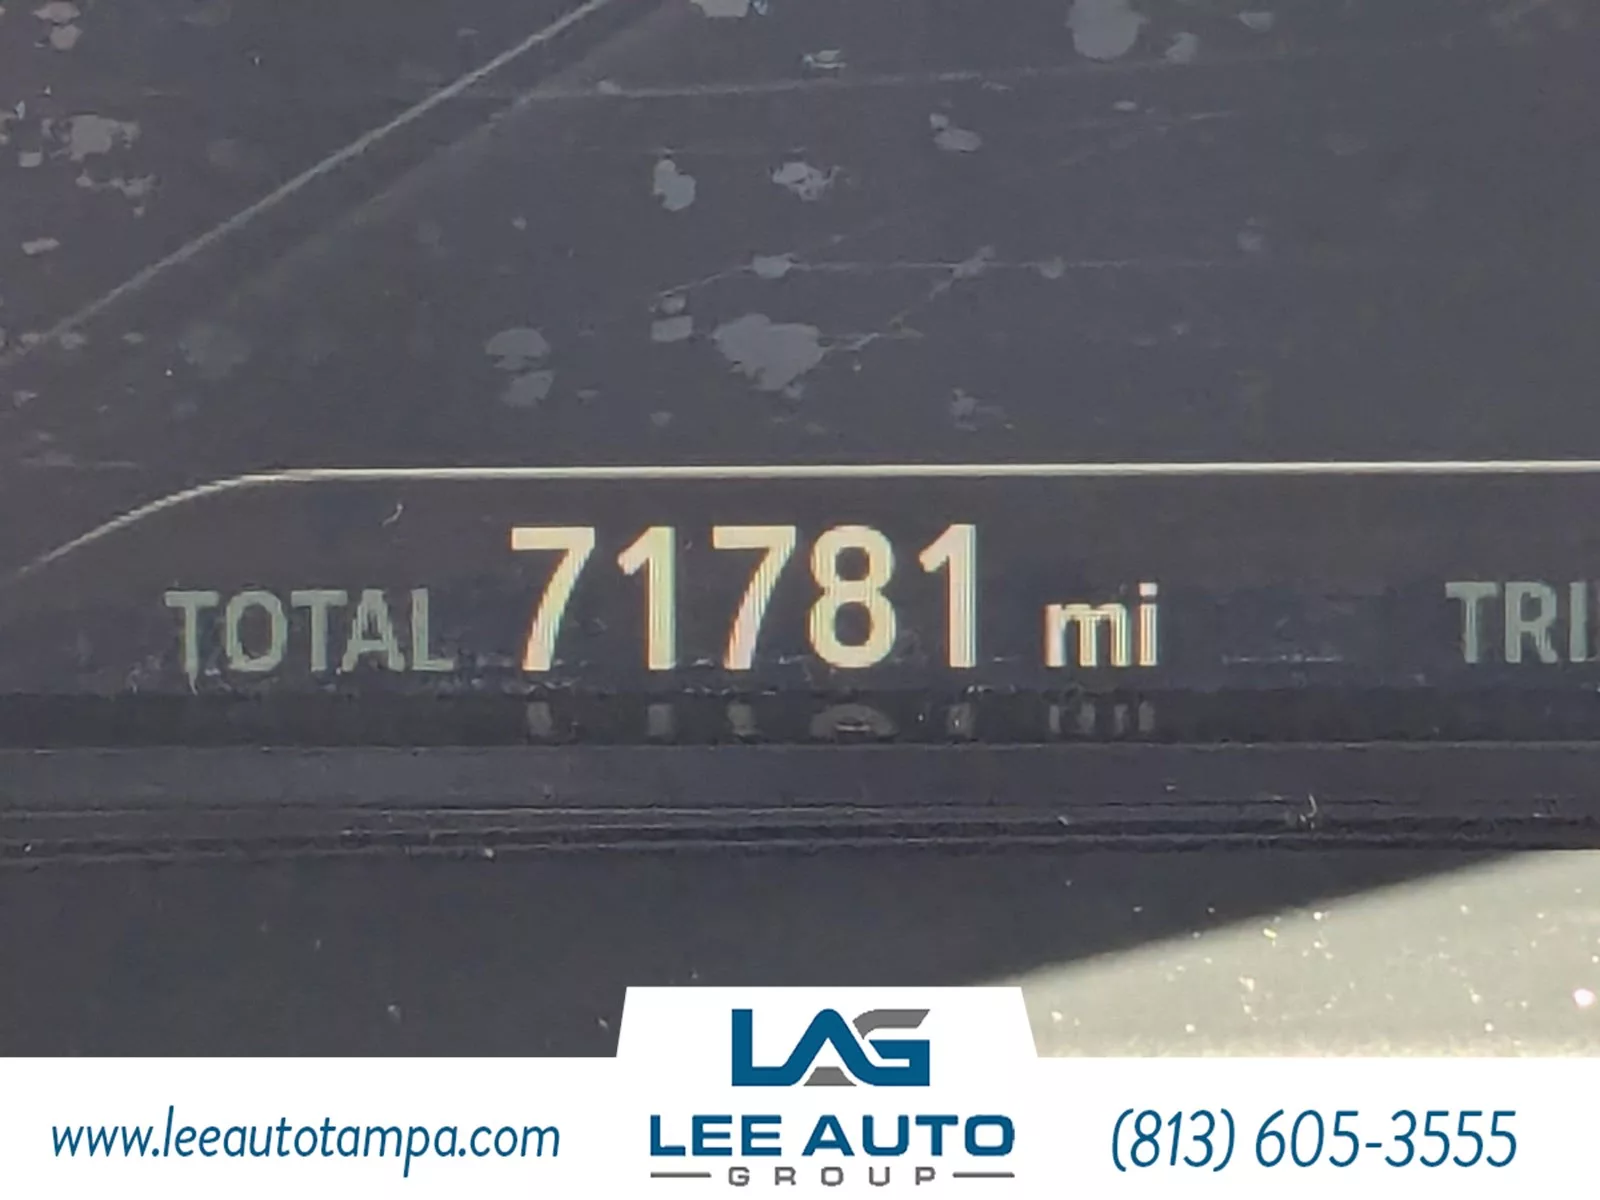 TOTAL 71781 mi TRI
LAG
www.leeautotampa.com LEE AUTO (813) 605-3555
GROUP